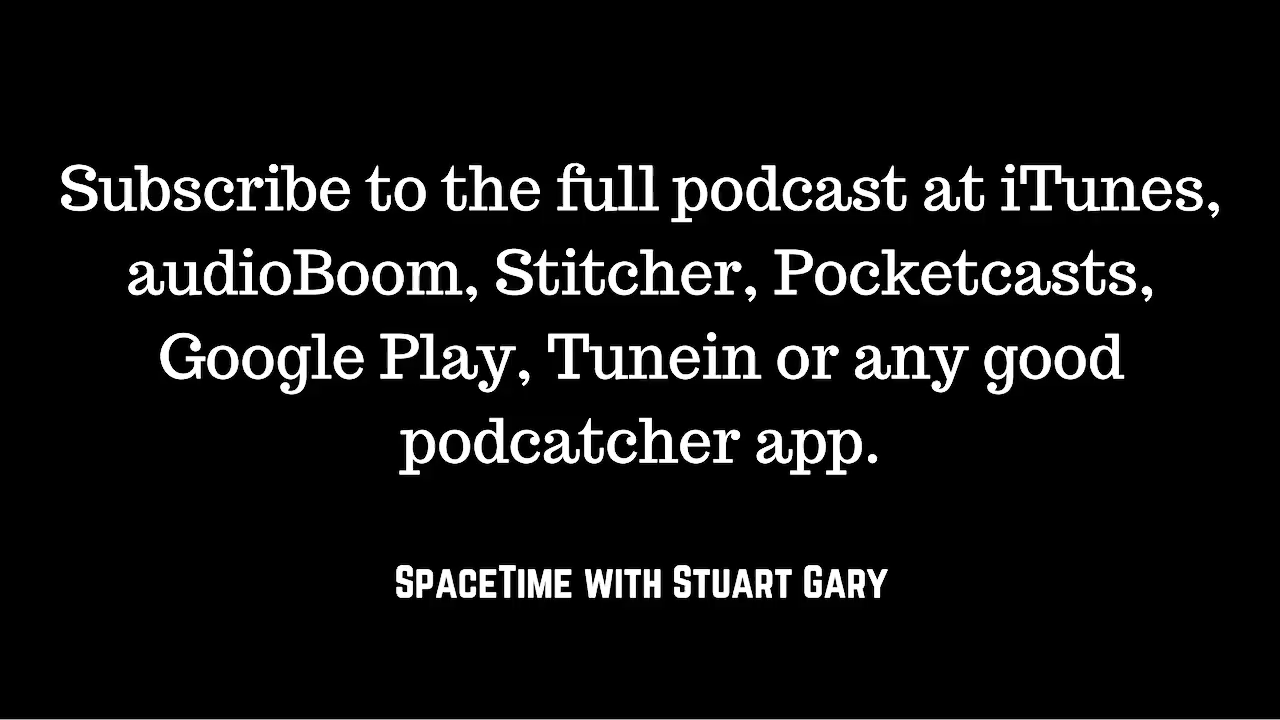 Subscribe to the full podcast at iTunes,
audioBoom, Stitcher, Pocketcasts,
Google Play, Tunein or any good
podcatcher app.
SpaceTime with Stuart Gary